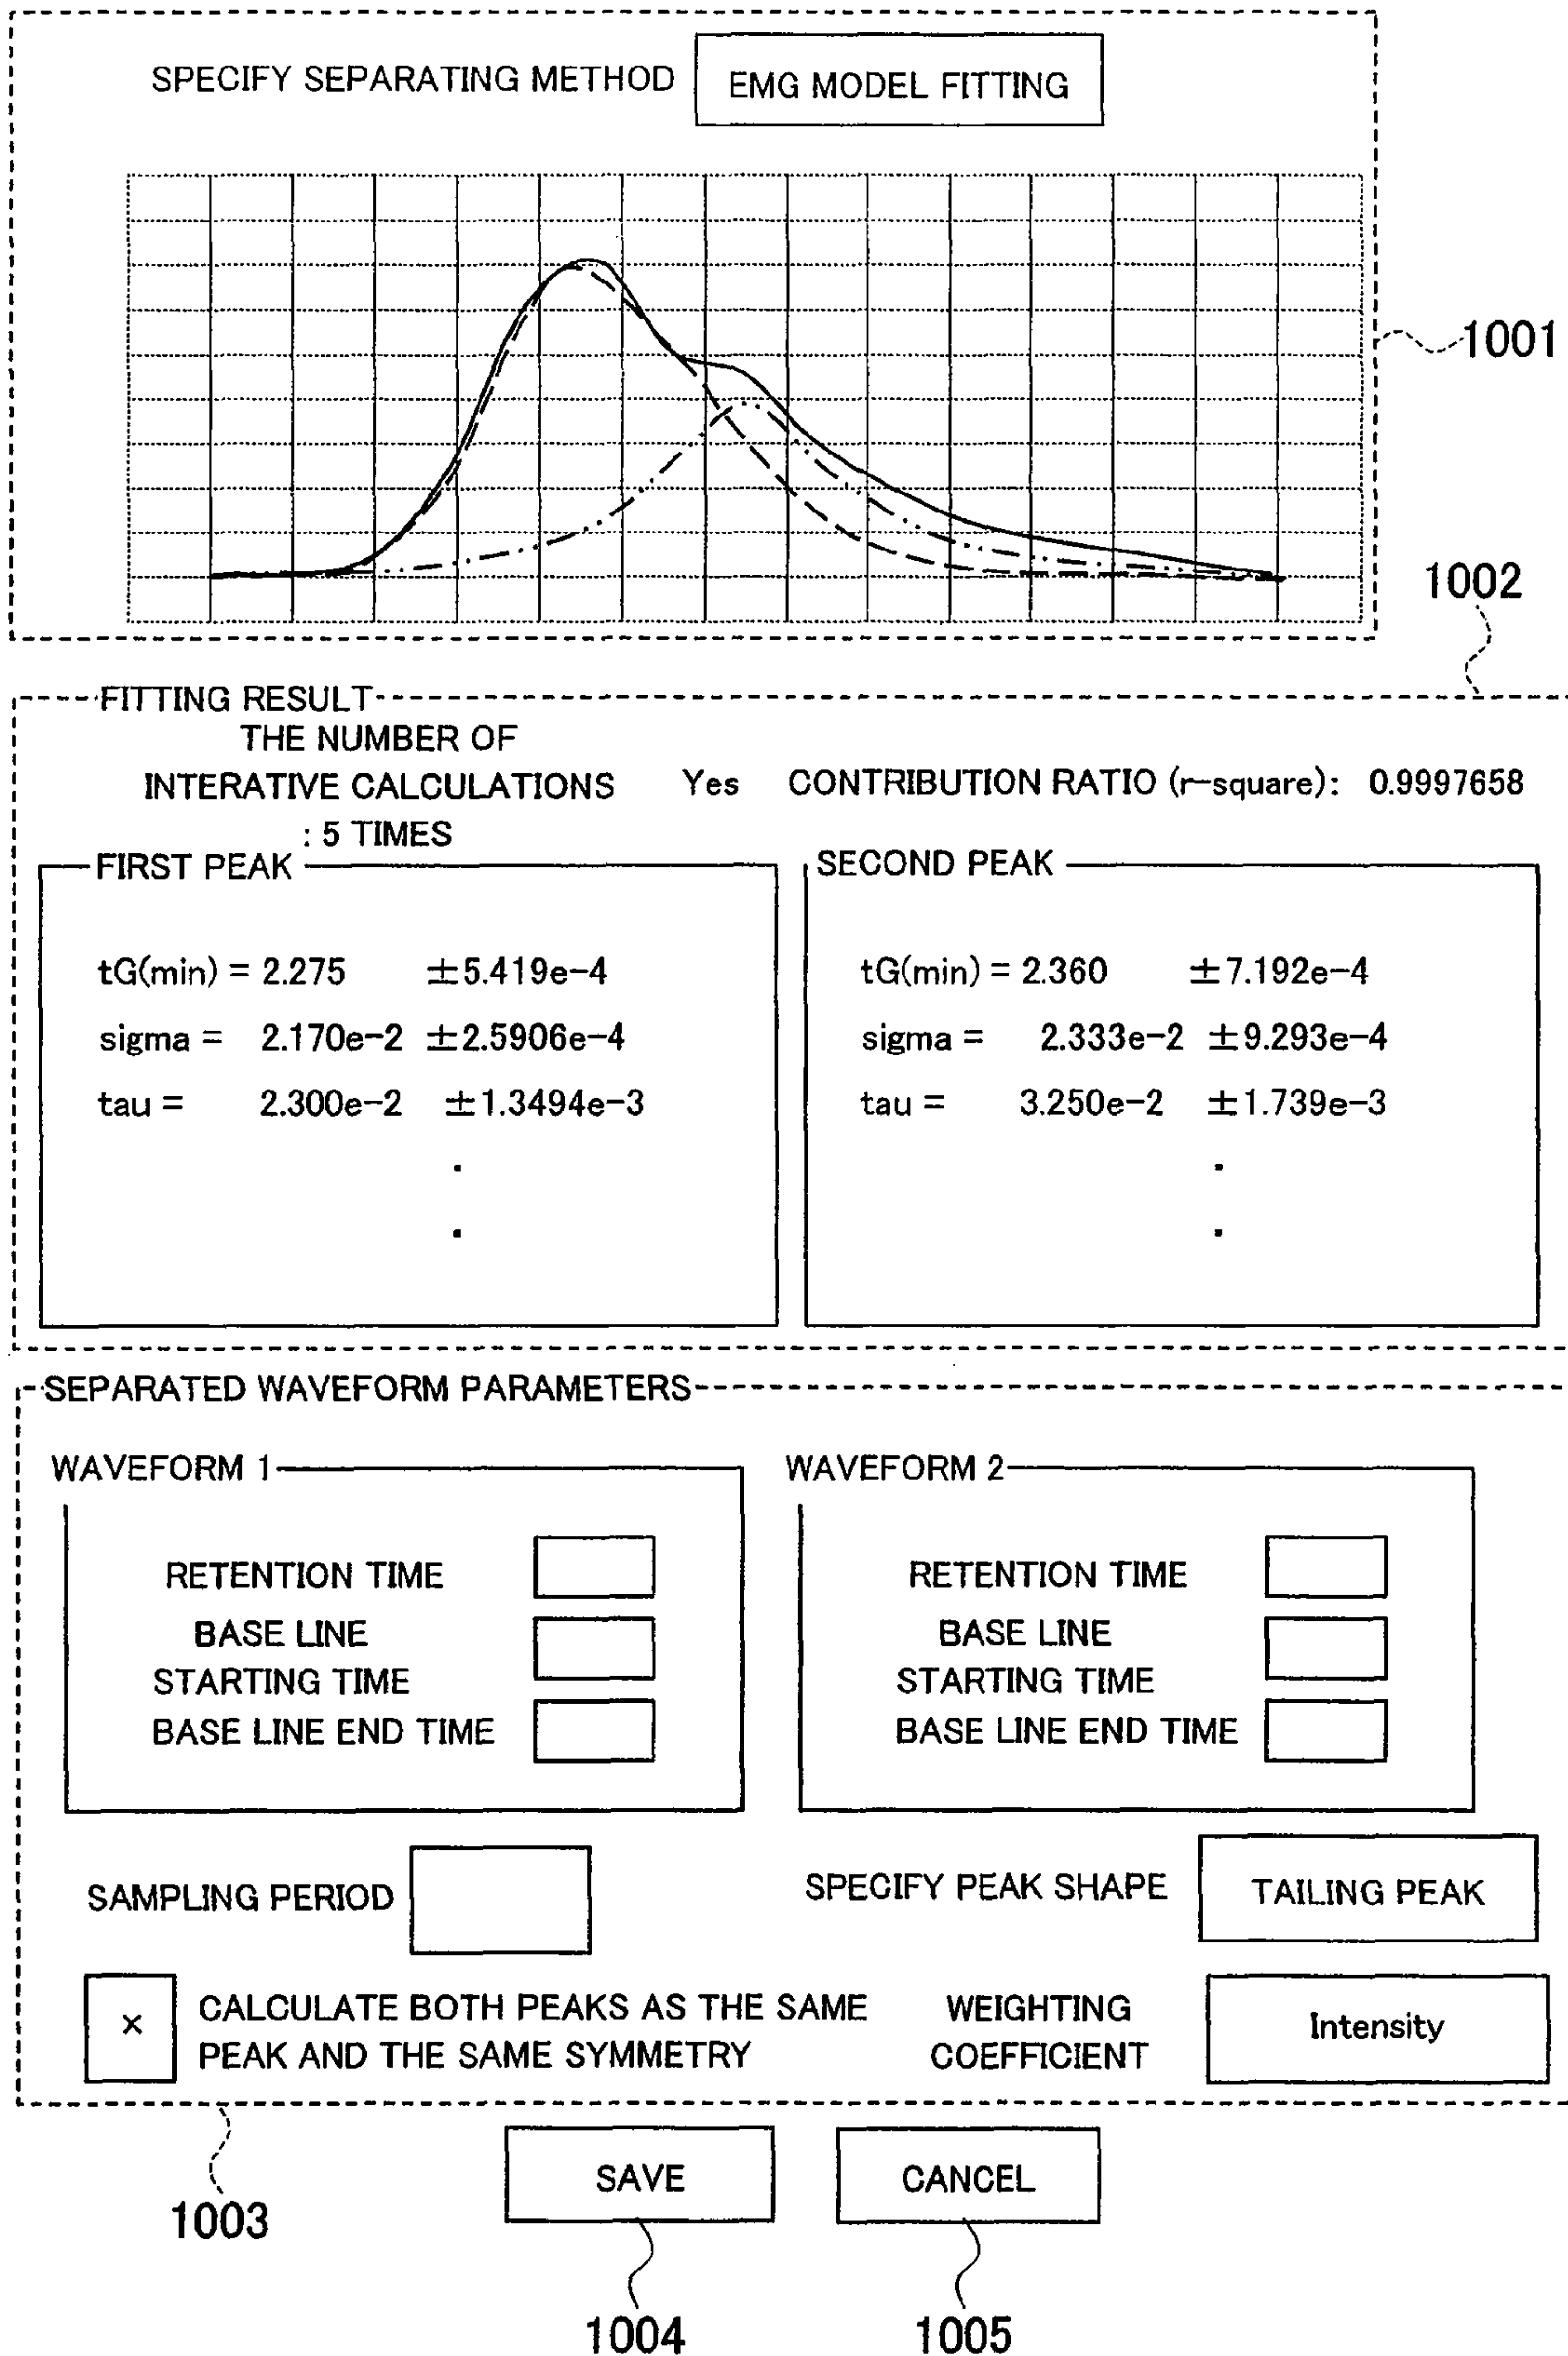 SPECIFY SEPARATING METHOD EMG MODEL FITTING
1001
1002
FITTING RESULT
THE NUMBER OF
INTERATIVE CALCULATIONS Yes CONTRIBUTION RATIO (r-square): 0.9997658
: 5 TIMES
FIRST PEAK
tG(min) = 2.275 ±5.419e-4
sigma = 2.170e-2 ±2.5906e-4
tau = 2.300e-2 ±1.3494e-3
SECOND PEAK
tG(min) = 2.360 ±7.192e-4
sigma = 2.333e-2 ±9.293e-4
tau = 3.250e-2 ±1.739e-3
SEPARATED WAVEFORM PARAMETERS
WAVEFORM 1
RETENTION TIME
BASE LINE
STARTING TIME
BASE LINE END TIME
WAVEFORM 2
RETENTION TIME
BASE LINE
STARTING TIME
BASE LINE END TIME
SAMPLING PERIOD
SPECIFY PEAK SHAPE TAILING PEAK
× CALCULATE BOTH PEAKS AS THE SAME
PEAK AND THE SAME SYMMETRY
WEIGHTING
COEFFICIENT
Intensity
1003
SAVE
CANCEL
1004
1005